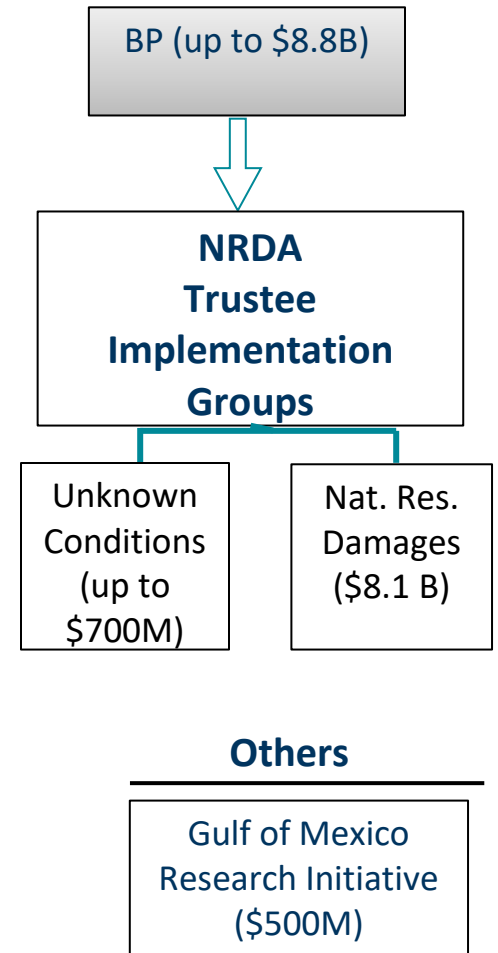 BP (up to $8.8B)
NRDA
Trustee
Implementation
Groups
Unknown
Conditions
(up to
$700M)
Nat. Res.
Damages
($8.1 B)
Others
Gulf of Mexico
Research Initiative
($500M)